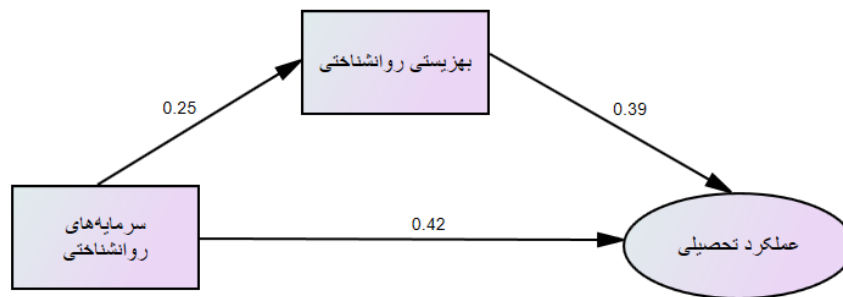 بهزیستی روانشناختی
0.25
0.39
سرمایه‌های
روانشناختی
0.42
عملکرد تحصیلی